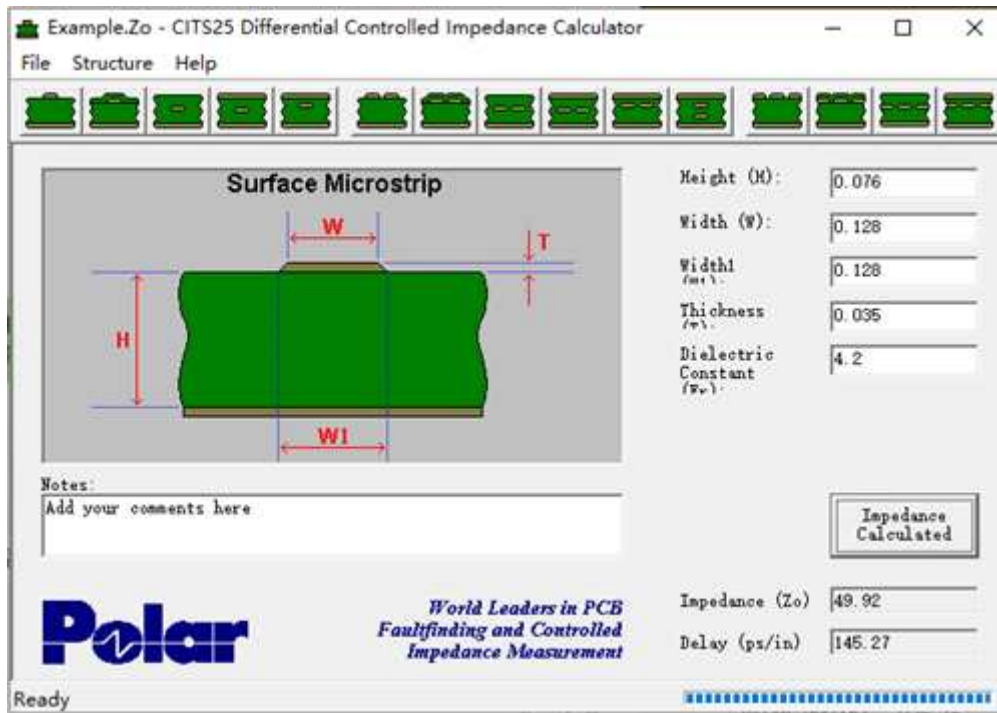 Example.Zo - CITS25 Differential Controlled Impedance Calculator
File Structure Help
Surface Microstrip
W
T
H
W1
Height (H):
0.076
Width (W):
0.128
Width1
0.128
Thickness
0.035
Dielectric
Constant
4.2
Notes:
Add your comments here
Impedance
Calculated
Polar
World Leaders in PCB
Faultfinding and Controlled
Impedance Measurement
Impedance (Zo)
49.92
Delay (ps/in)
145.27
Ready